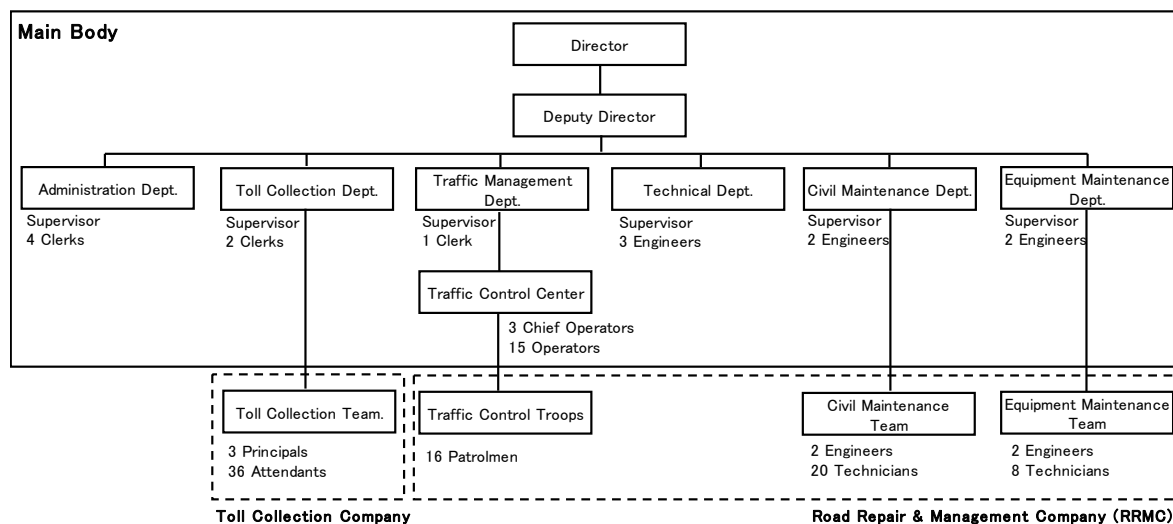 Main Body
Director
Deputy Director
Administration Dept.
Supervisor
4 Clerks
Toll Collection Dept.
Supervisor
2 Clerks
Traffic Management
Dept.
Supervisor
1 Clerk
Technical Dept.
Supervisor
3 Engineers
Civil Maintenance Dept.
Supervisor
2 Engineers
Equipment Maintenance
Dept.
Supervisor
2 Engineers
Traffic Control Center
3 Chief Operators
15 Operators
Toll Collection Team.
3 Principals
36 Attendants
Traffic Control Troops
16 Patrolmen
Civil Maintenance
Team
2 Engineers
20 Technicians
Equipment Maintenance
Team
2 Engineers
8 Technicians
Toll Collection Company
Road Repair & Management Company (RRMC)